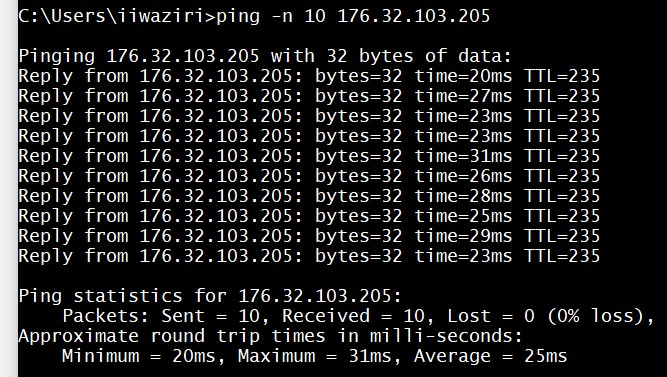 C:\Users\iiwaziri>ping -n 10 176.32.103.205
Pinging 176.32.103.205 with 32 bytes of data:
Reply from 176.32.103.205: bytes=32 time=20ms TTL=235
Reply from 176.32.103.205: bytes=32 time=27ms TTL=235
Reply from 176.32.103.205: bytes=32 time=23ms TTL=235
Reply from 176.32.103.205: bytes=32 time=23ms TTL=235
Reply from 176.32.103.205: bytes=32 time=31ms TTL=235
Reply from 176.32.103.205: bytes=32 time=26ms TTL=235
Reply from 176.32.103.205: bytes=32 time=28ms TTL=235
Reply from 176.32.103.205: bytes=32 time=25ms TTL=235
Reply from 176.32.103.205: bytes=32 time=29ms TTL=235
Reply from 176.32.103.205: bytes=32 time=23ms TTL=235
Ping statistics for 176.32.103.205:
Packets: Sent = 10, Received = 10, Lost = 0 (0% loss),
Approximate round trip times in milli-seconds:
Minimum = 20ms, Maximum = 31ms, Average = 25ms